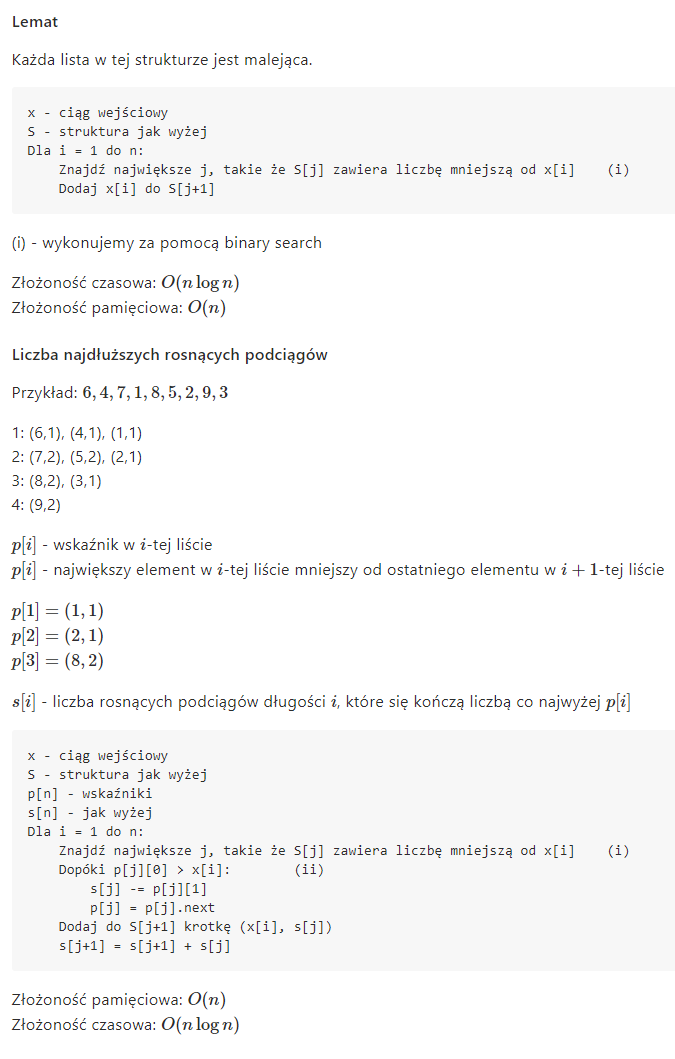 Lemat
Każda lista w tej strukturze jest malejąca.
x - ciąg wejściowy
S - struktura jak wyżej
Dla i = 1 do n:
    Znajdź największe j, takie że S[j] zawiera liczbę mniejszą od x[i]    (i)
    Dodaj x[i] do S[j+1]
(i) - wykonujemy za pomocą binary search
Złożoność czasowa: O(n log n)
Złożoność pamięciowa: O(n)
Liczba najdłuższych rosnących podciągów
Przykład: 6, 4, 7, 1, 8, 5, 2, 9, 3
1: (6,1), (4,1), (1,1)
2: (7,2), (5,2), (2,1)
3: (8,2), (3,1)
4: (9,2)
p[i] - wskaźnik w i-tej liście
p[i] - największy element w i-tej liście mniejszy od ostatniego elementu w i + 1-tej liście
p[1] = (1, 1)
p[2] = (2, 1)
p[3] = (8, 2)
s[i] - liczba rosnących podciągów długości i, które się kończą liczbą co najwyżej p[i]
x - ciąg wejściowy
S - struktura jak wyżej
p[n] - wskaźniki
s[n] - jak wyżej
Dla i = 1 do n:
    Znajdź największe j, takie że S[j] zawiera liczbę mniejszą od x[i]    (i)
    Dopóki p[j][0] > x[i]:        (ii)
        s[j] -= p[j][1]
        p[j] = p[j].next
    Dodaj do S[j+1] krotkę (x[i], s[j])
    s[j+1] = s[j+1] + s[j]
Złożoność pamięciowa: O(n)
Złożoność czasowa: O(n log n)